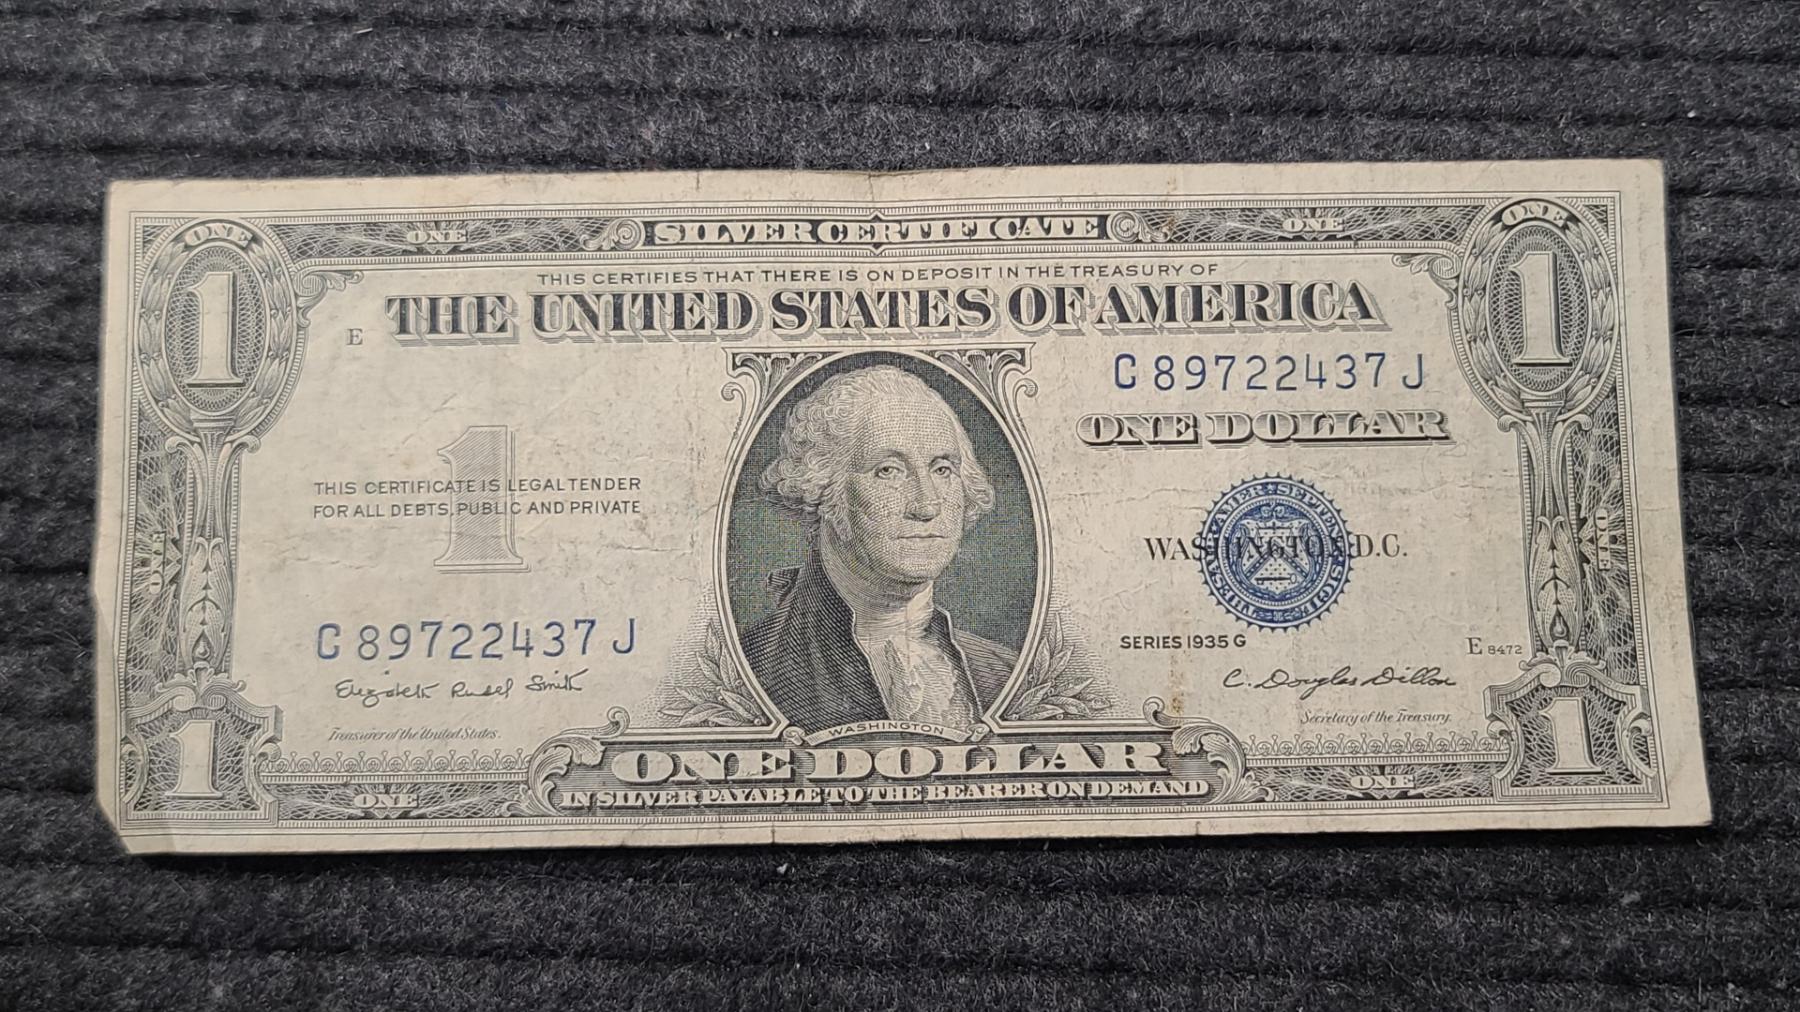 ONE SILVER CERTIFICATE ONE
ONE ONE
1 1
THIS CERTIFIES THAT THERE IS ON DEPOSIT IN THE TREASURY OF
E THE UNITED STATES OF AMERICA
C 89722437 J
ONE DOLLAR
1
THIS CERTIFICATE IS LEGAL TENDER
FOR ALL DEBTS, PUBLIC AND PRIVATE
WASHINGTON, D.C.
ONE ONE
C 89722437 J
SERIES 1935 G
E 8472
Elizabeth Rudel Smith
C. Douglas Dillon
Treasurer of the United States.
Secretary of the Treasury.
WASHINGTON
1 1
ONE DOLLAR
ONE ONE
IN SILVER PAYABLE TO THE BEARER ON DEMAND